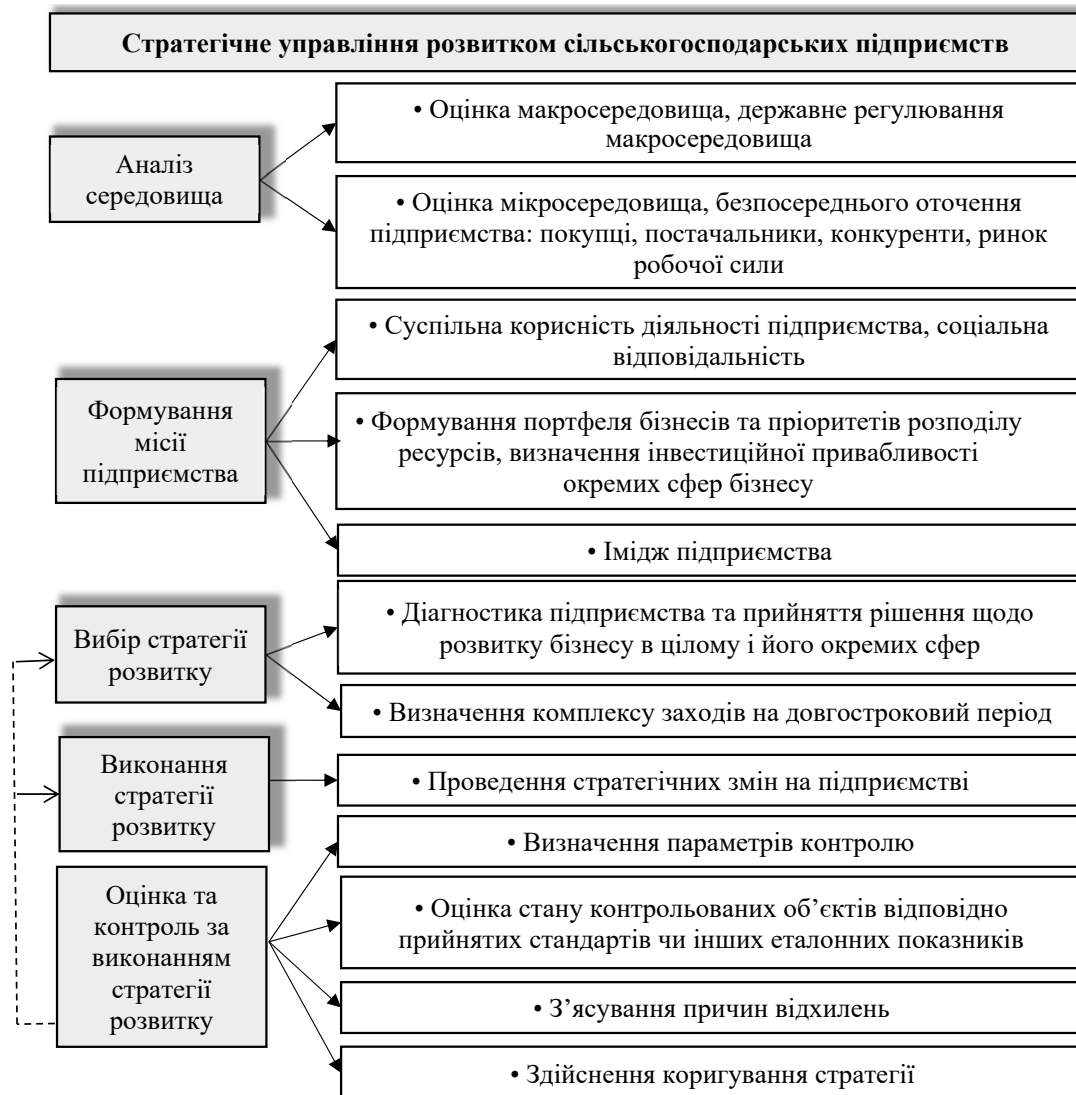 Стратегічне управління розвитком сільськогосподарських підприємств
Аналіз
середовища
• Оцінка макросередовища, державне регулювання
макросередовища
• Оцінка мікросередовища, безпосереднього оточення
підприємства: покупці, постачальники, конкуренти, ринок
робочої сили
Формування
місії
підприємства
• Суспільна корисність діяльності підприємства, соціальна
відповідальність
• Формування портфеля бізнесів та пріоритетів розподілу
ресурсів, визначення інвестиційної привабливості
окремих сфер бізнесу
• Імідж підприємства
Вибір стратегії
розвитку
• Діагностика підприємства та прийняття рішення щодо
розвитку бізнесу в цілому і його окремих сфер
• Визначення комплексу заходів на довгостроковий період
Виконання
стратегії
розвитку
• Проведення стратегічних змін на підприємстві
Оцінка та
контроль за
виконанням
стратегії
розвитку
• Визначення параметрів контролю
• Оцінка стану контрольованих об’єктів відповідно
прийнятих стандартів чи інших еталонних показників
• З’ясування причин відхилень
• Здійснення коригування стратегії